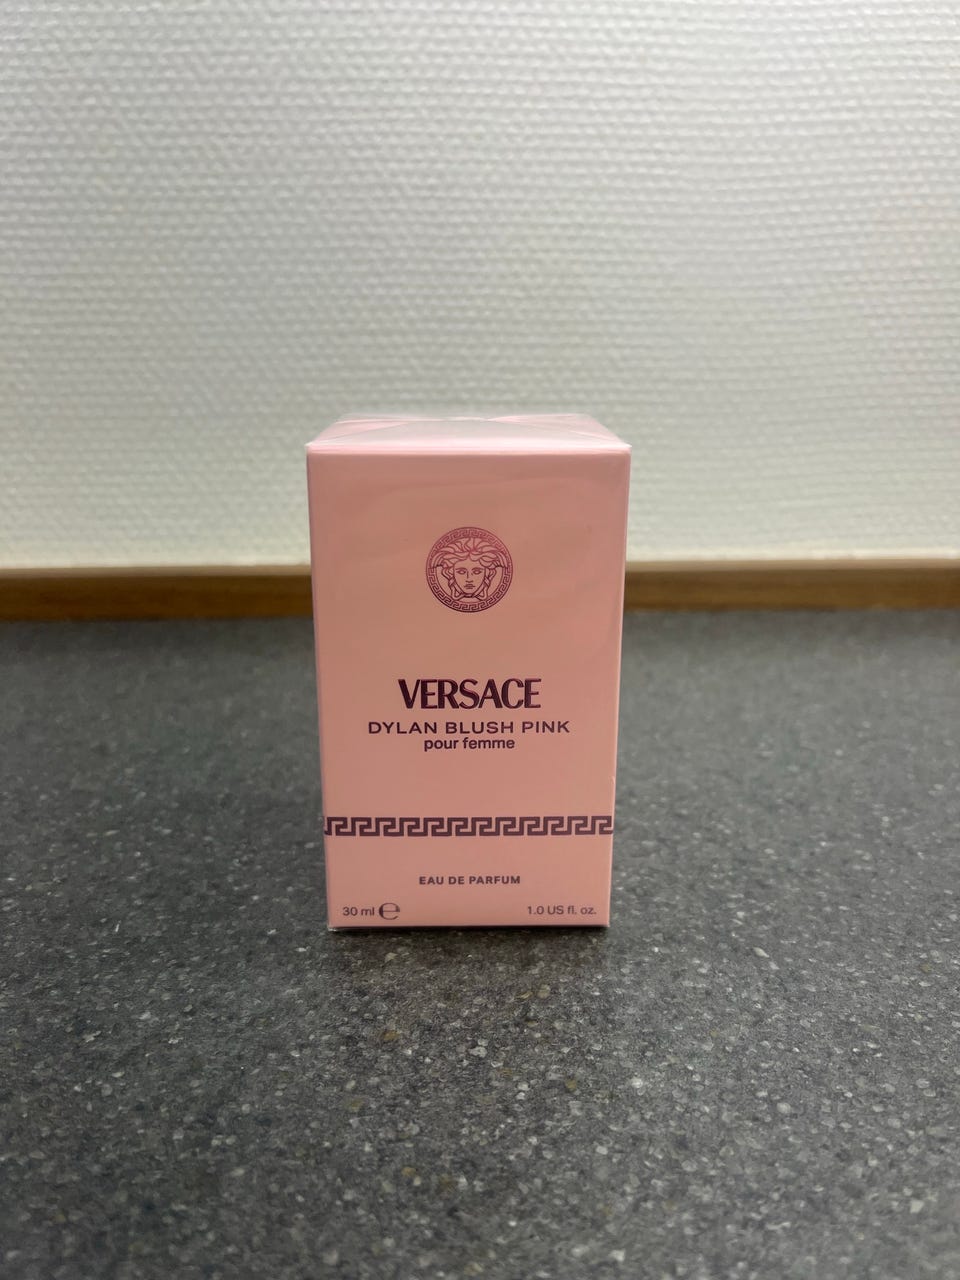 VERSACE
DYLAN BLUSH PINK
pour femme
EAU DE PARFUM
30 ml ℮
1.0 US fl. oz.